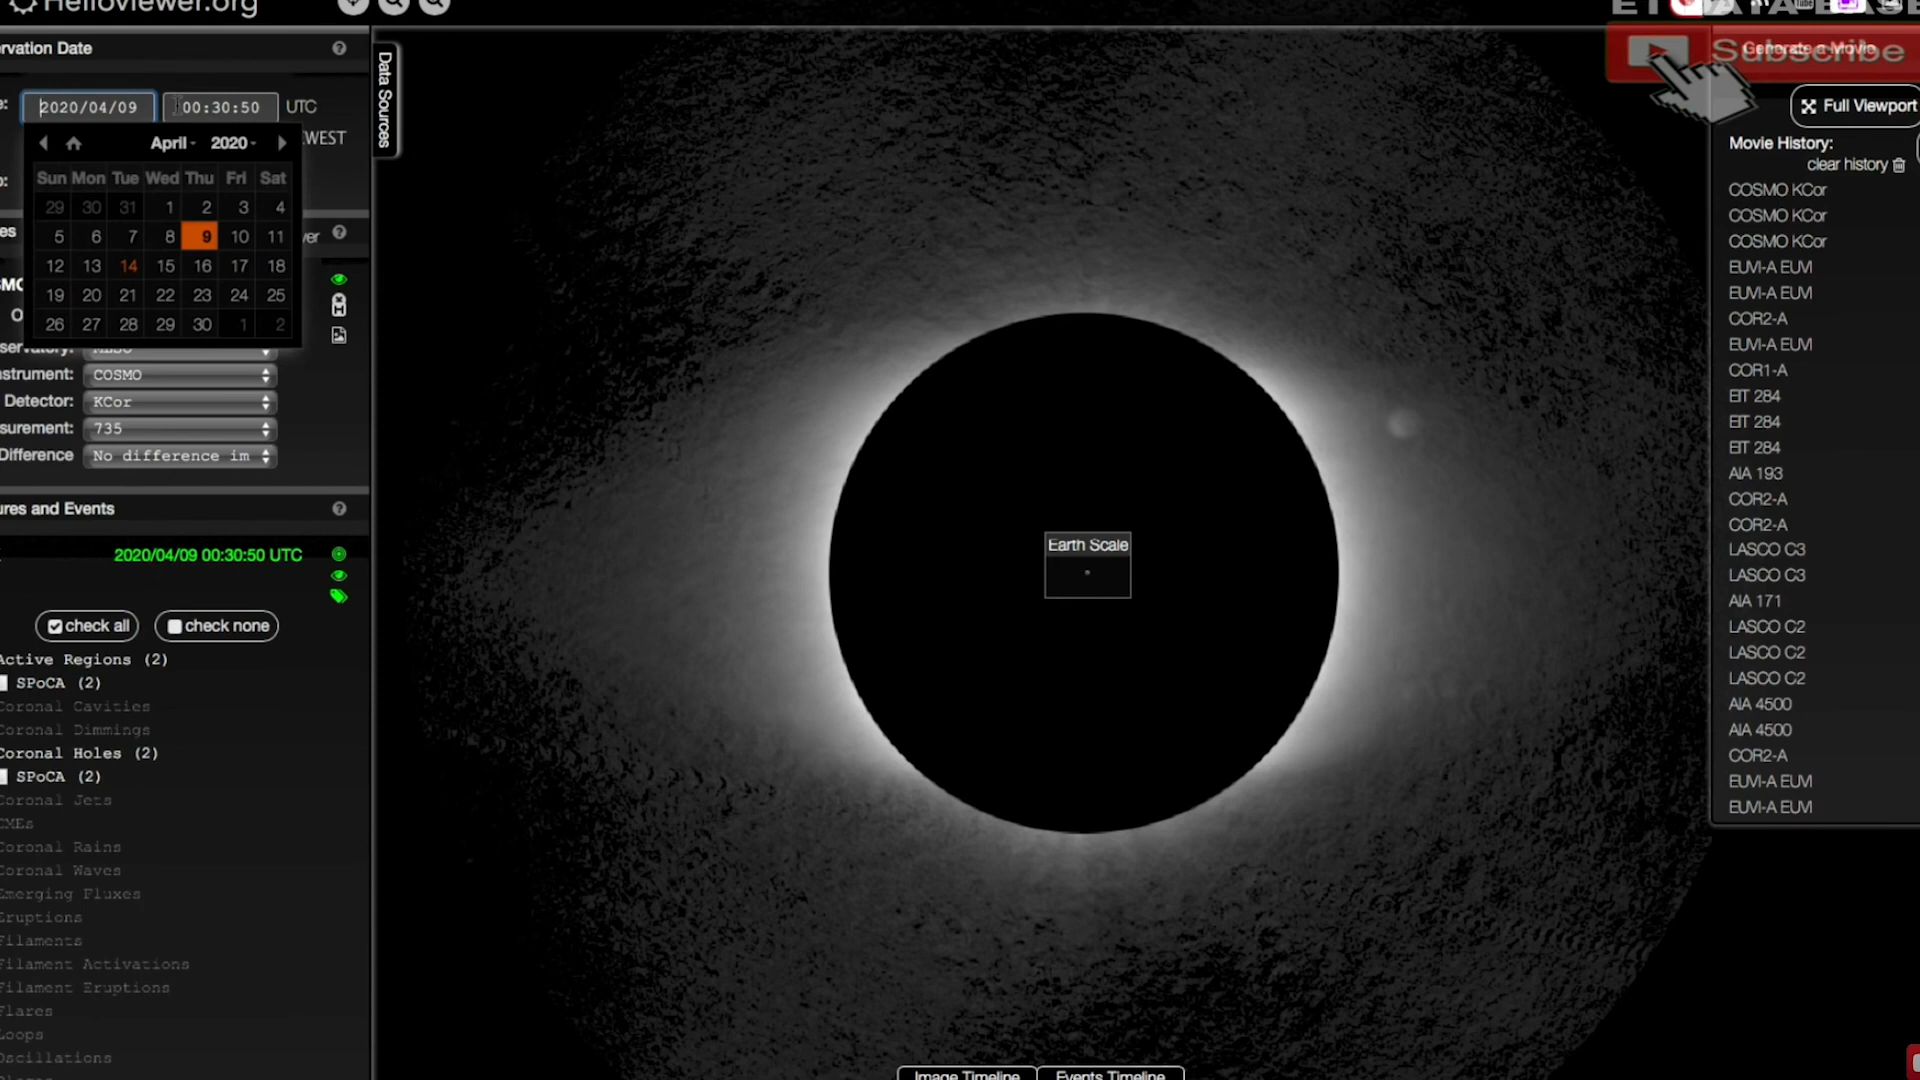 Helioviewer.org
ET DATA BASE
Subscribe
Generate a Movie
Full Viewport
Movie History:
clear history
COSMO KCor
COSMO KCor
COSMO KCor
EUVI-A EUVI
EUVI-A EUVI
COR2-A
EUVI-A EUVI
COR1-A
EIT 284
EIT 284
EIT 284
AIA 193
COR2-A
COR2-A
LASCO C3
LASCO C3
AIA 171
LASCO C2
LASCO C2
LASCO C2
AIA 4500
AIA 4500
COR2-A
EUVI-A EUVI
EUVI-A EUVI
Data Sources
rvation Date
e: 2020/04/09 00:30:50 UTC
WEST
April 2020
Sun Mon Tue Wed Thu Fri Sat
29 30 31 1 2 3 4
5 6 7 8 9 10 11
12 13 14 15 16 17 18
19 20 21 22 23 24 25
26 27 28 29 30 1 2
p:
es
er
servatory: MLSO
nstrument: COSMO
Detector: KCor
surement: 735
Difference No difference im
ures and Events
2020/04/09 00:30:50 UTC
check all check none
Active Regions (2)
SPoCA (2)
Coronal Cavities
Coronal Dimmings
Coronal Holes (2)
SPoCA (2)
Coronal Jets
CMEs
Coronal Rains
Coronal Waves
Emerging Fluxes
Eruptions
Filaments
Filament Activations
Filament Eruptions
Flares
Loops
Oscillations
Earth Scale
Image Timeline Events Timeline